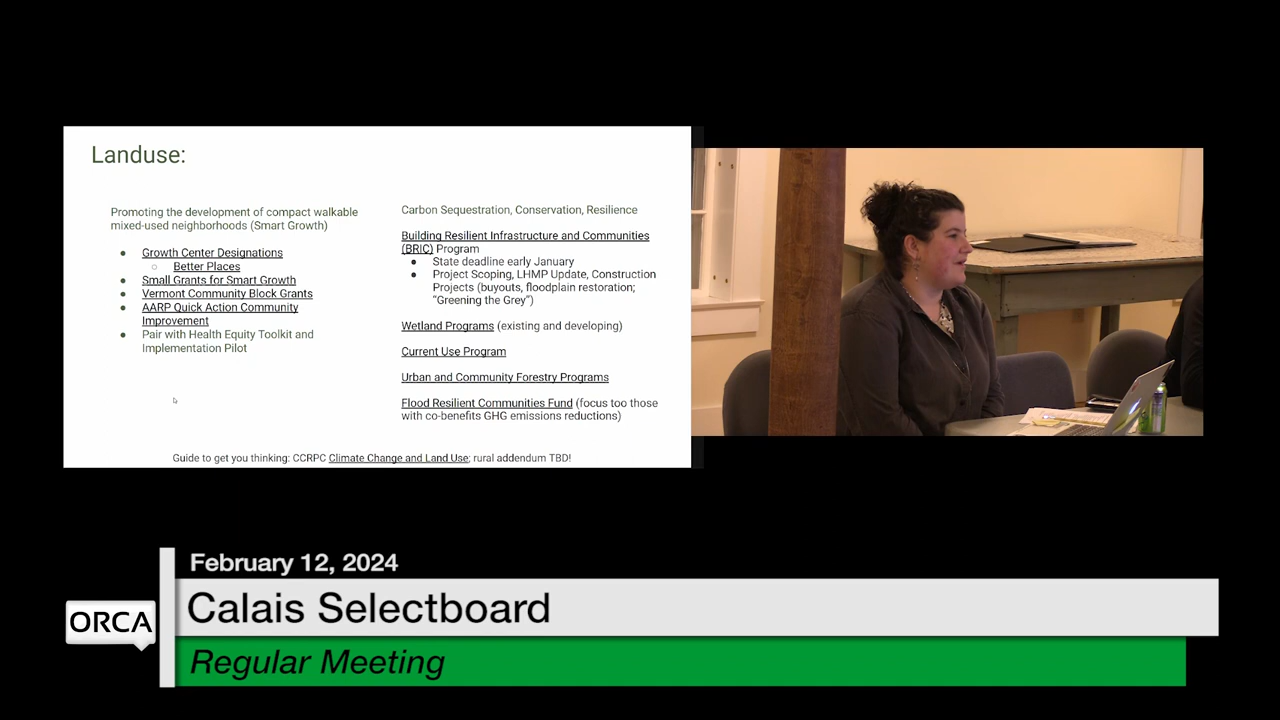 Landuse:
Promoting the development of compact walkable
mixed-used neighborhoods (Smart Growth)
● Growth Center Designations
○ Better Places
● Small Grants for Smart Growth
● Vermont Community Block Grants
● AARP Quick Action Community
Improvement
● Pair with Health Equity Toolkit and
Implementation Pilot
Carbon Sequestration, Conservation, Resilience
Building Resilient Infrastructure and Communities
(BRIC) Program
● State deadline early January
● Project Scoping, LHMP Update, Construction
Projects (buyouts, floodplain restoration;
“Greening the Grey”)
Wetland Programs (existing and developing)
Current Use Program
Urban and Community Forestry Programs
Flood Resilient Communities Fund (focus too those
with co-benefits GHG emissions reductions)
Guide to get you thinking: CCRPC Climate Change and Land Use; rural addendum TBD!
February 12, 2024
ORCA
Calais Selectboard
Regular Meeting